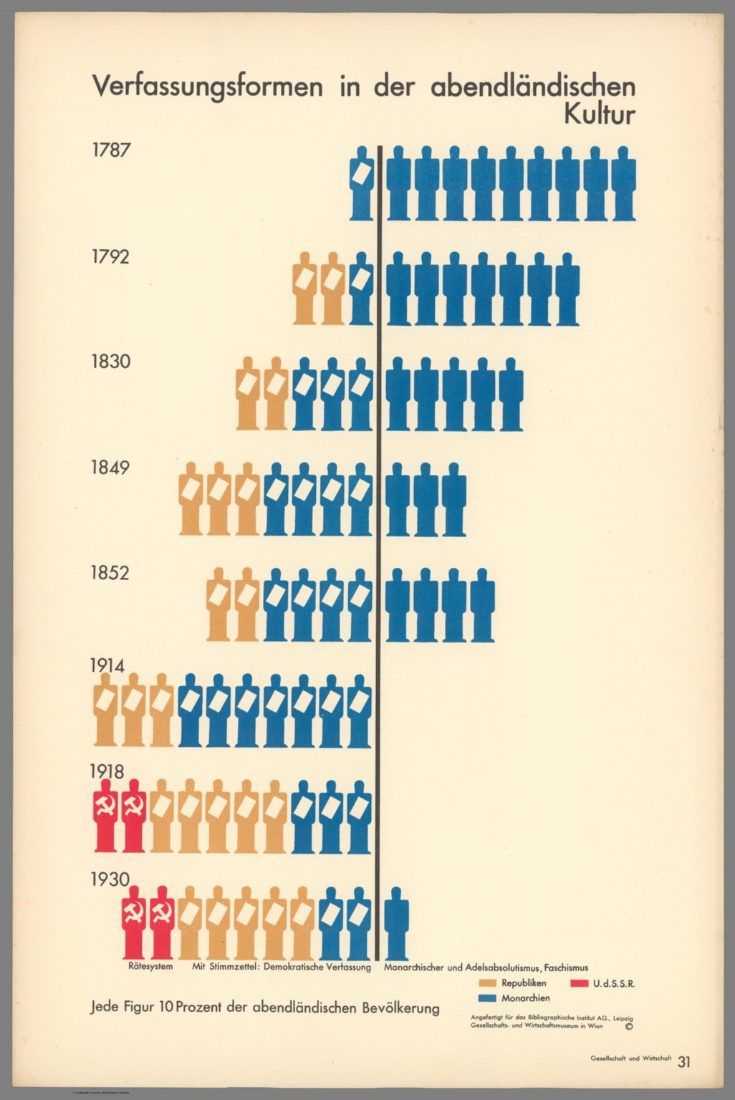 Verfassungsformen in der abendländischen
Kultur
1787
1792
1830
1849
1852
1914
1918
1930
Rätesystem Mit Stimmzettel: Demokratische Verfassung Monarchischer und Adelsabsolutismus, Faschismus
Republiken U.d.S.S.R.
Monarchien
Jede Figur 10 Prozent der abendländischen Bevölkerung
Angefertigt für das Bibliographische Institut AG., Leipzig
Gesellschafts- und Wirtschaftsmuseum in Wien ©
Gesellschaft und Wirtschaft 31